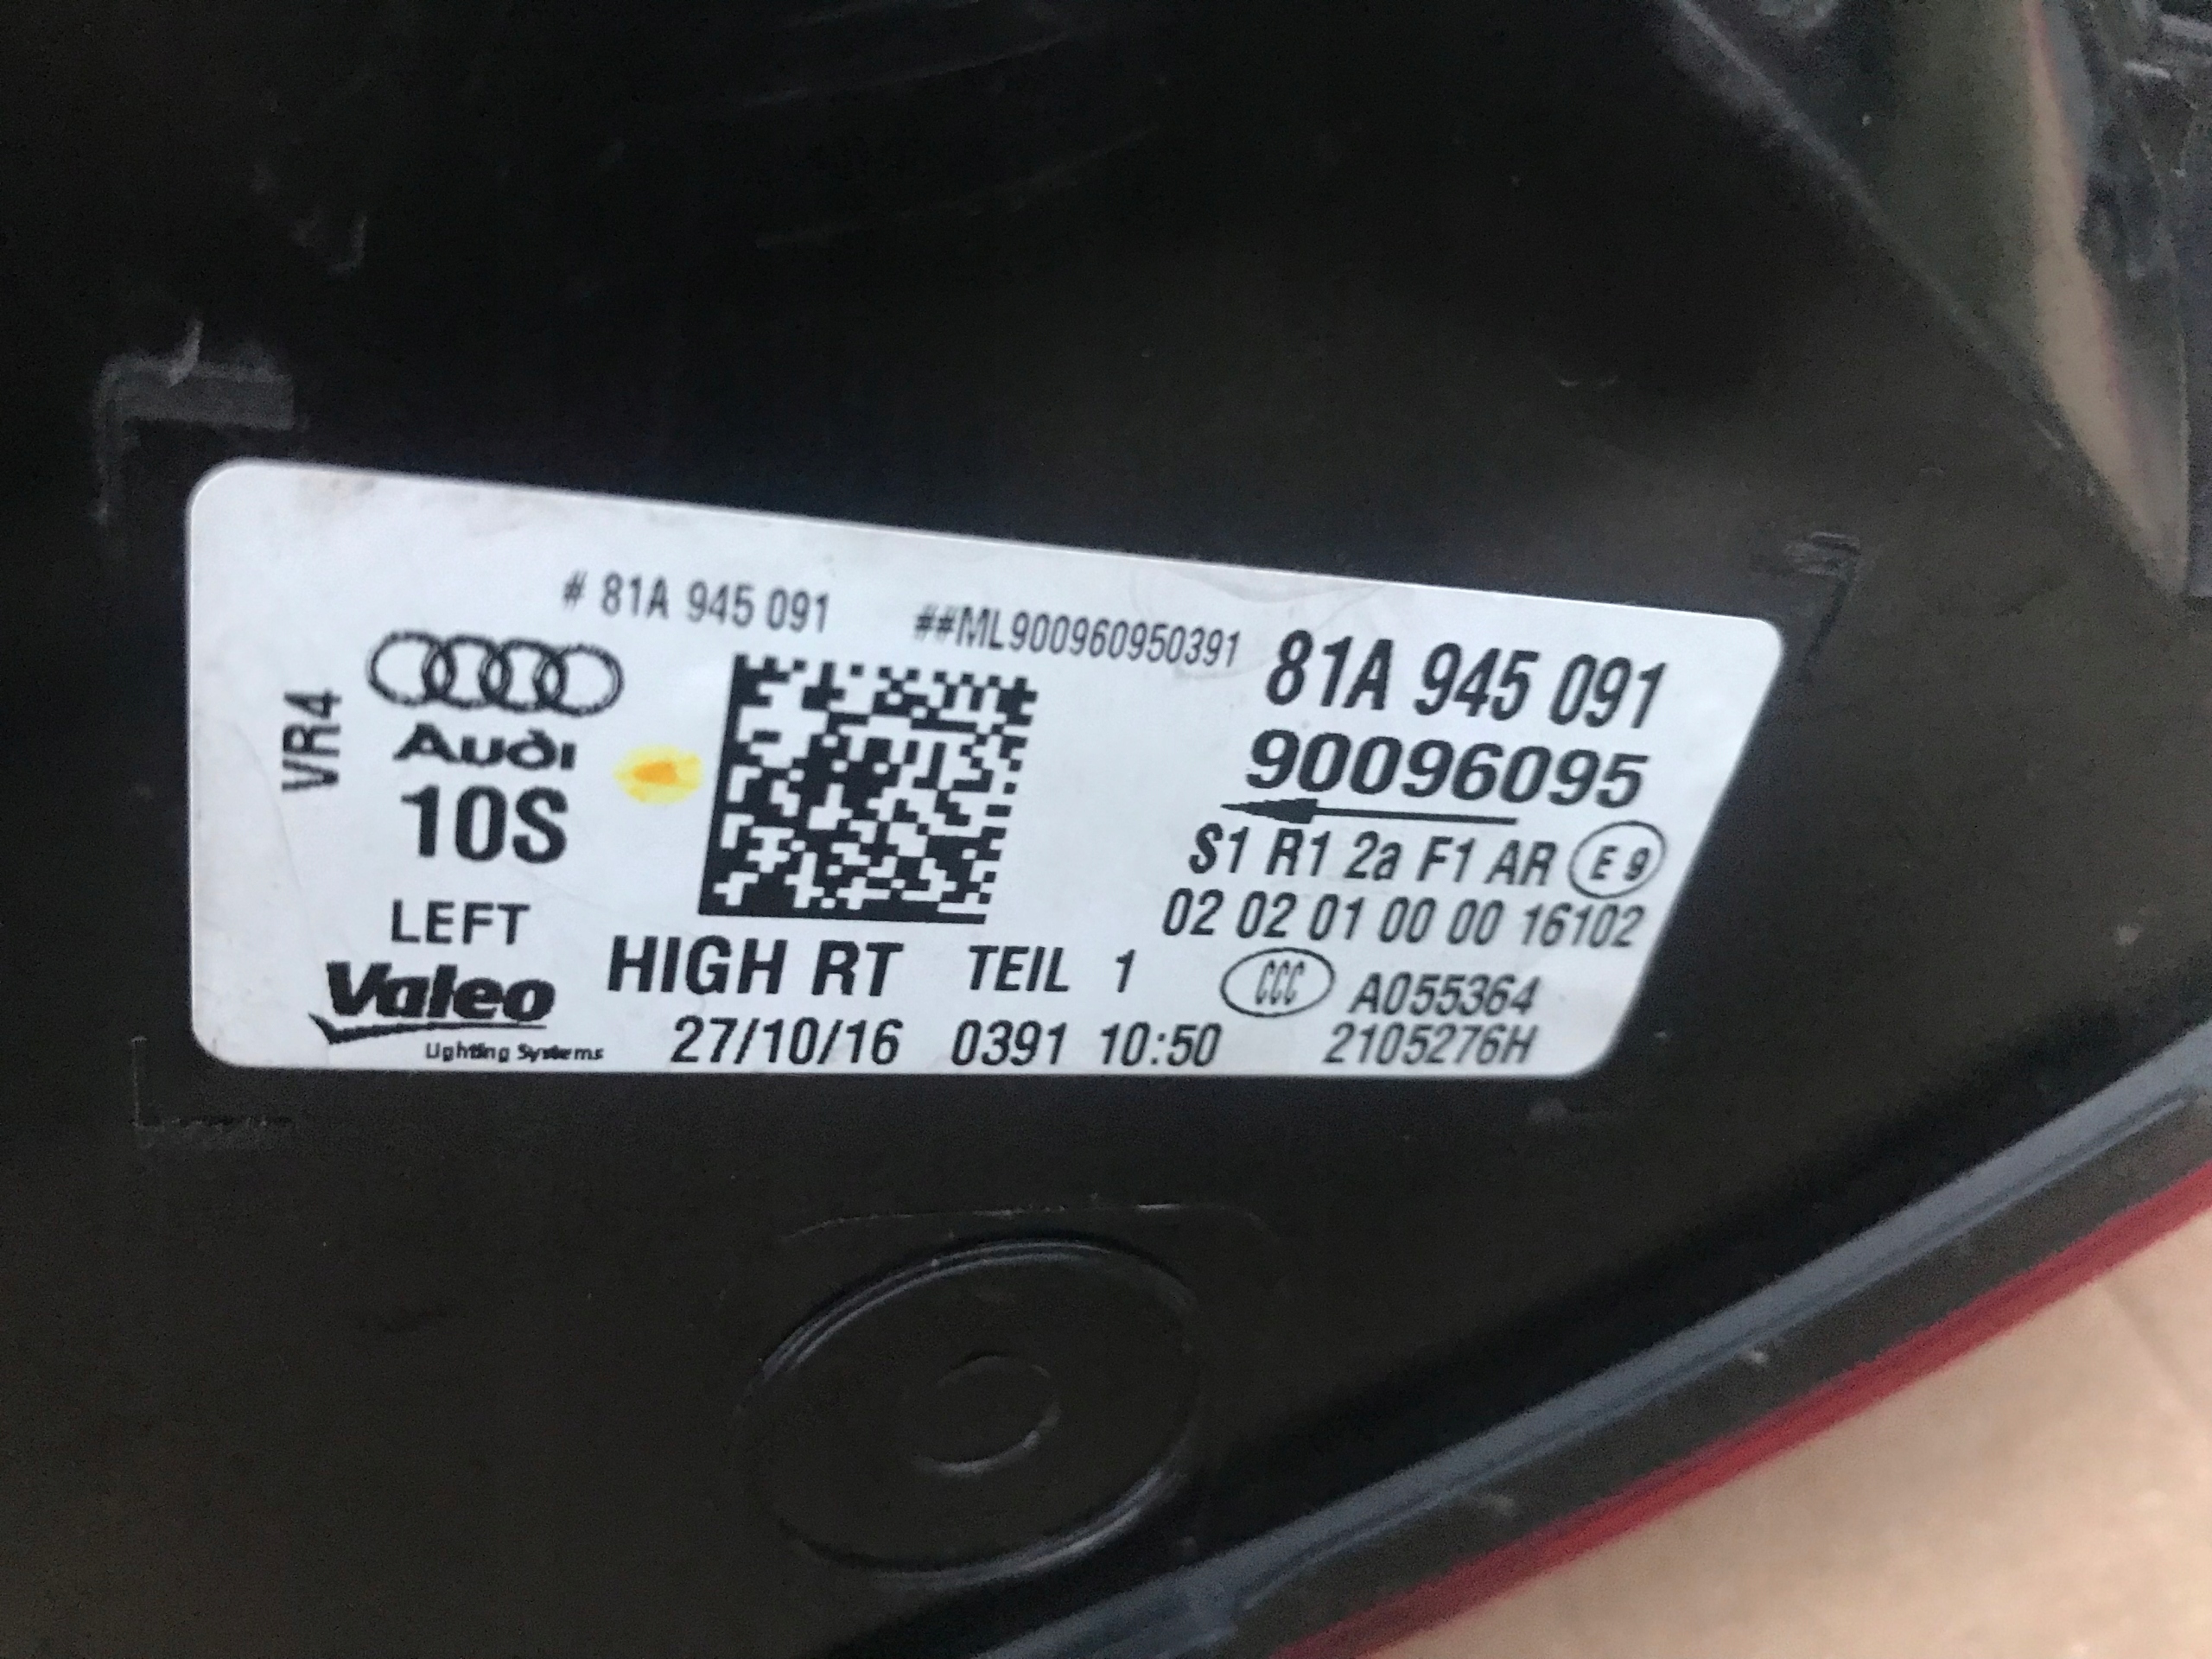 # 81A 945 091 ##ML900960950391
VR4
Audi
10S
LEFT
Valeo
Lighting Systems
HIGH RT TEIL 1
27/10/16 0391 10:50
81A 945 091
90096095
S1 R1 2a F1 AR E9
02 02 01 00 00 16102
CCC A055364
2105276H